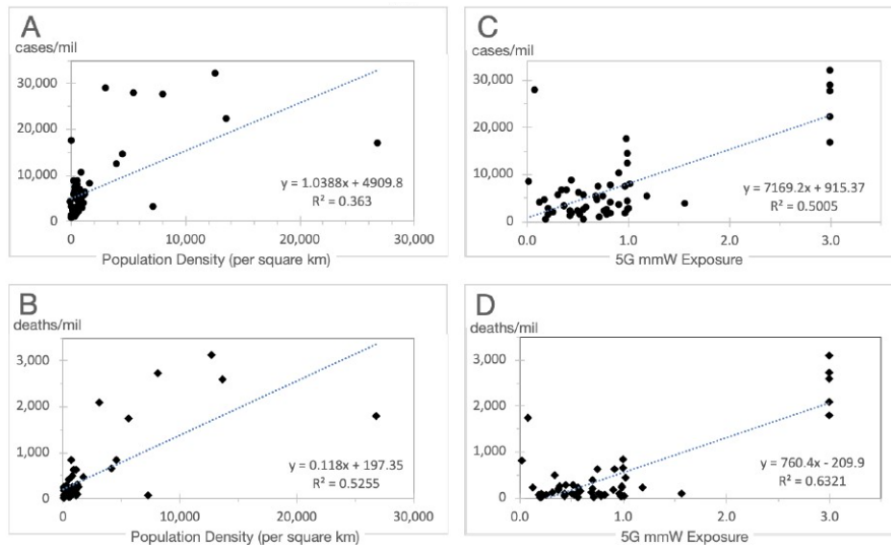 A
cases/mil
30,000
20,000
10,000
0
y = 1.0388x + 4909.8
R² = 0.363
0
10,000
20,000
30,000
Population Density (per square km)
C
cases/mil
30,000
20,000
10,000
0
y = 7169.2x + 915.37
R² = 0.5005
0.0
1.0
2.0
3.0
5G mmW Exposure
B
deaths/mil
3,000
2,000
1,000
0
y = 0.118x + 197.35
R² = 0.5255
0
10,000
20,000
30,000
Population Density (per square km)
D
deaths/mil
3,000
2,000
1,000
0
y = 760.4x - 209.9
R² = 0.6321
0.0
1.0
2.0
3.0
5G mmW Exposure